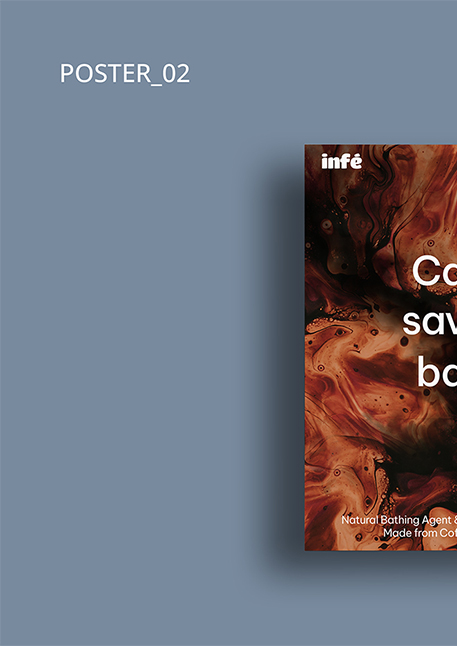 POSTER_02
infé
Ca
sav
ba
Natural Bathing Agent &
Made from Cof